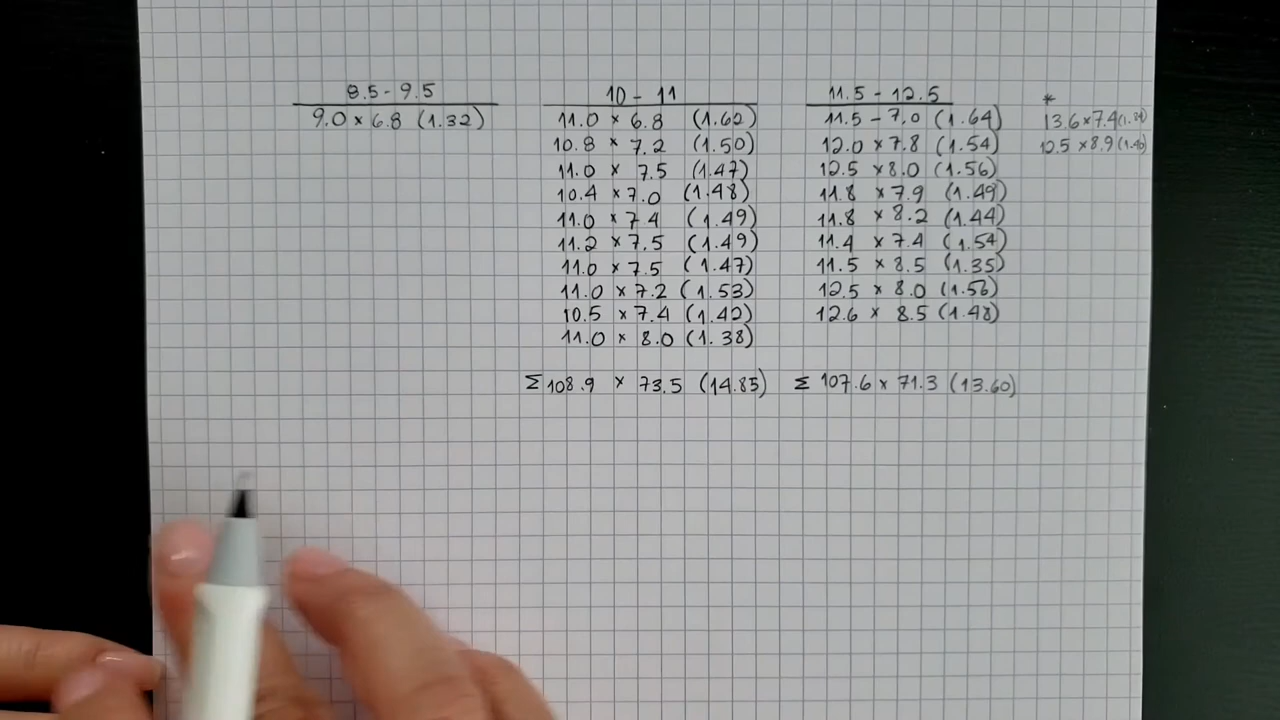 8.5 - 9.5
9.0 × 6.8 (1.32)
10 - 11
11.0 × 6.8 (1.62)
10.8 × 7.2 (1.50)
11.0 × 7.5 (1.47)
10.4 × 7.0 (1.48)
11.0 × 7.4 (1.49)
11.2 × 7.5 (1.49)
11.0 × 7.5 (1.47)
11.0 × 7.2 (1.53)
10.5 × 7.4 (1.42)
11.0 × 8.0 (1.38)
Σ 108.9 × 73.5 (14.85)
11.5 - 12.5
11.5 - 7.0 (1.64)
12.0 × 7.8 (1.54)
12.5 × 8.0 (1.56)
11.8 × 7.9 (1.49)
11.8 × 8.2 (1.44)
11.4 × 7.4 (1.54)
11.5 × 8.5 (1.35)
12.5 × 8.0 (1.56)
12.6 × 8.5 (1.48)
Σ 107.6 × 71.3 (13.60)
*
13.6 × 7.4
12.5 × 8.9 (1.40)